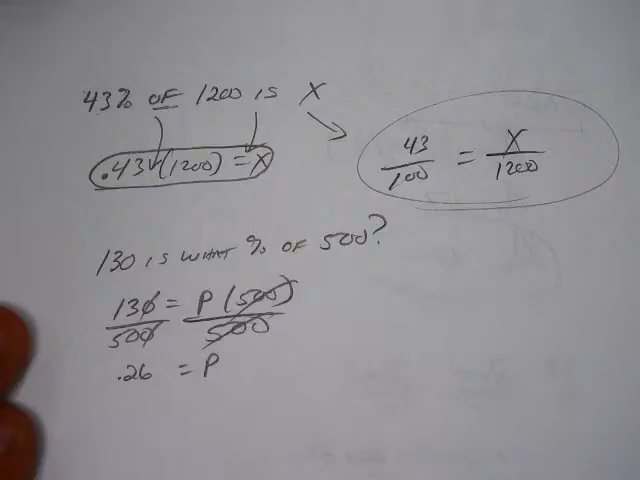 43% OF 1200 IS X
.43 (1200) = X
43/100 = X/1200
130 IS WHAT % OF 500?
130/500 = P (500)/500
.26 = P